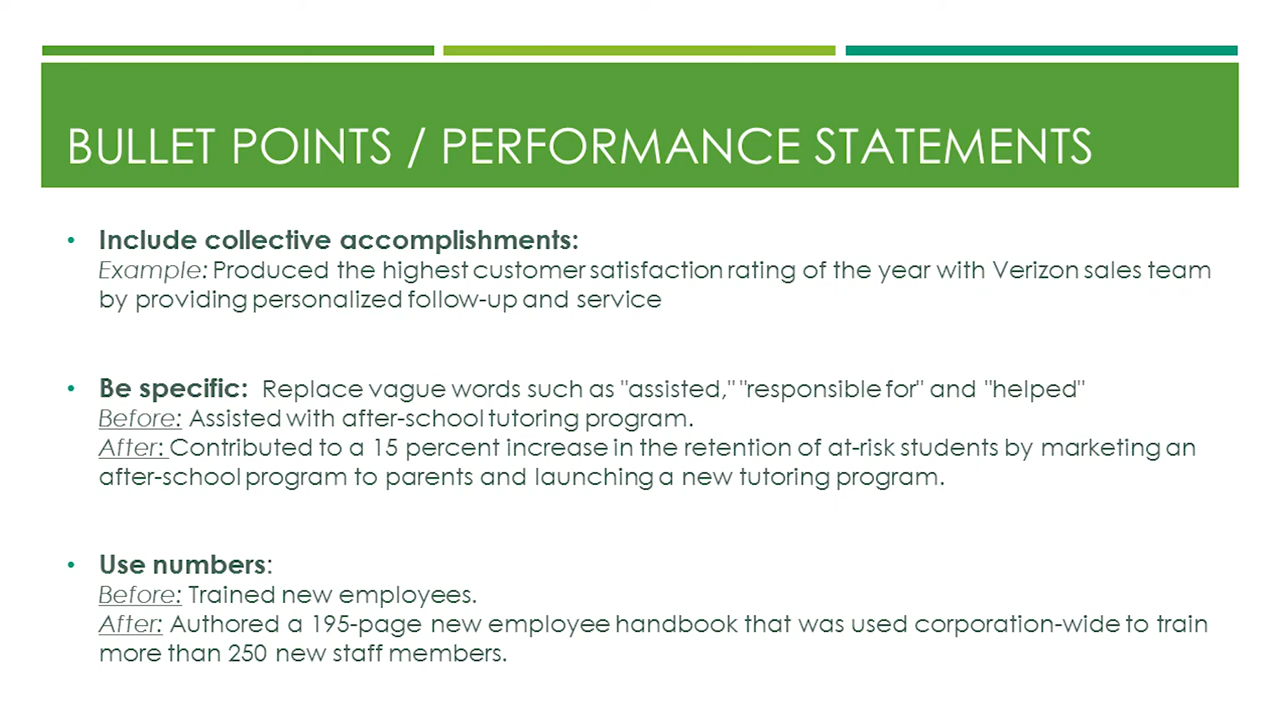 BULLET POINTS / PERFORMANCE STATEMENTS
• Include collective accomplishments:
Example: Produced the highest customer satisfaction rating of the year with Verizon sales team
by providing personalized follow-up and service
• Be specific: Replace vague words such as "assisted," "responsible for" and "helped"
Before: Assisted with after-school tutoring program.
After: Contributed to a 15 percent increase in the retention of at-risk students by marketing an
after-school program to parents and launching a new tutoring program.
• Use numbers:
Before: Trained new employees.
After: Authored a 195-page new employee handbook that was used corporation-wide to train
more than 250 new staff members.